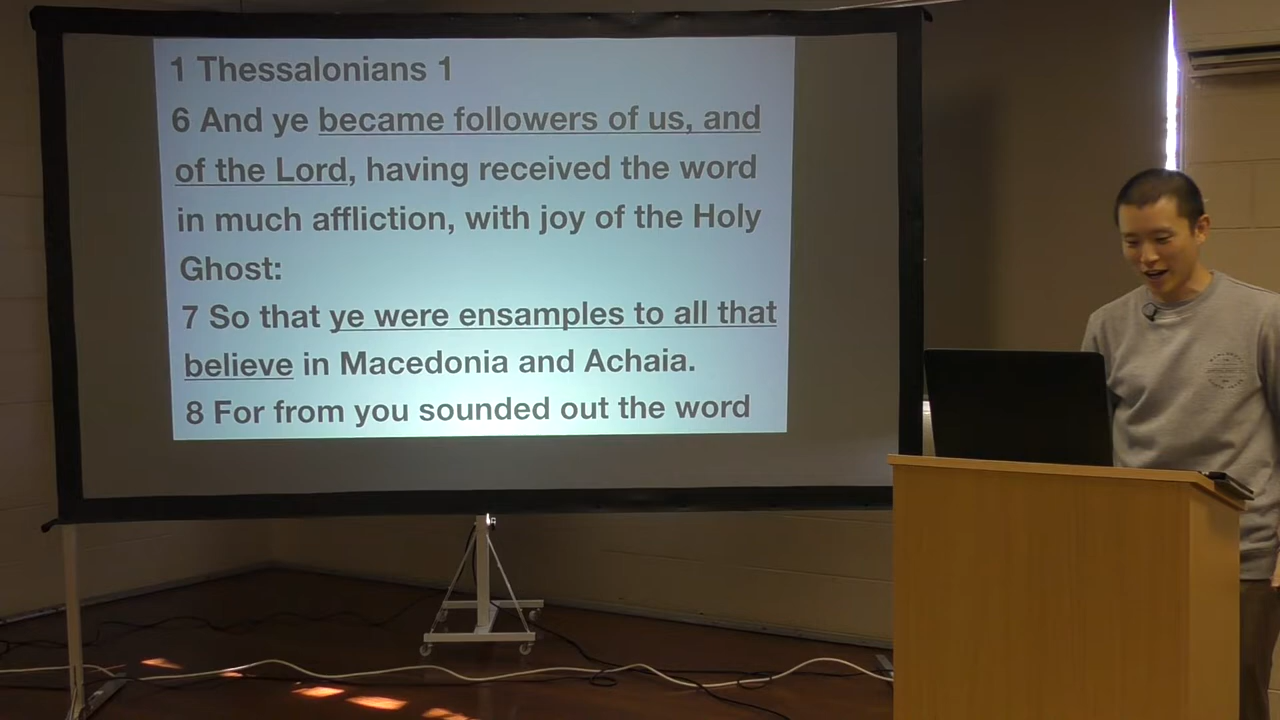 1 Thessalonians 1
6 And ye became followers of us, and
of the Lord, having received the word
in much affliction, with joy of the Holy
Ghost:
7 So that ye were ensamples to all that
believe in Macedonia and Achaia.
8 For from you sounded out the word